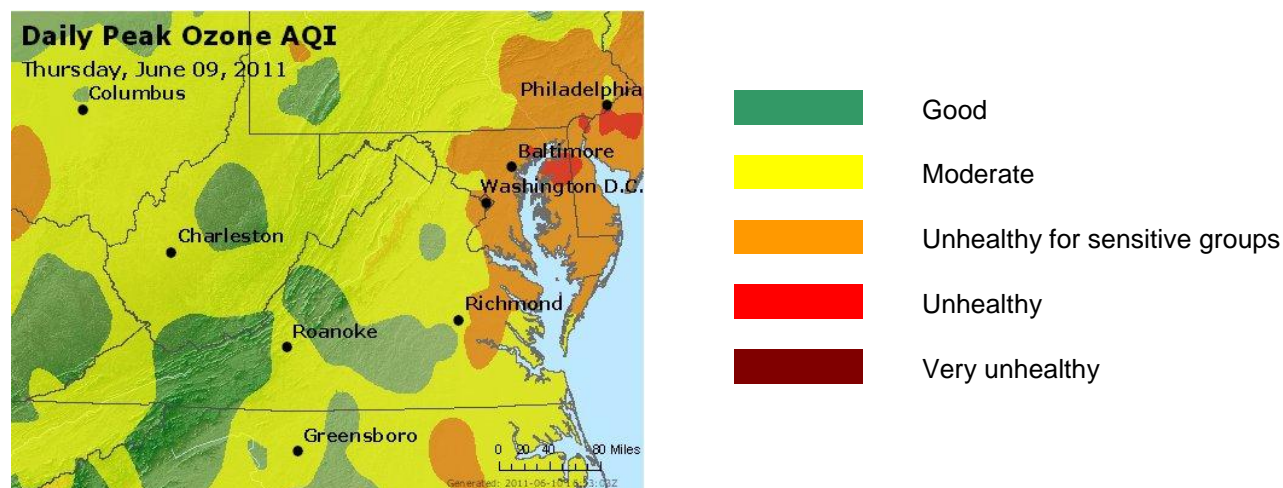 Daily Peak Ozone AQI
Thursday, June 09, 2011
Columbus
Philadelphia
Baltimore
Washington D.C.
Charleston
Richmond
Roanoke
Greensboro
0 20 40 80 Miles
Good
Moderate
Unhealthy for sensitive groups
Unhealthy
Very unhealthy